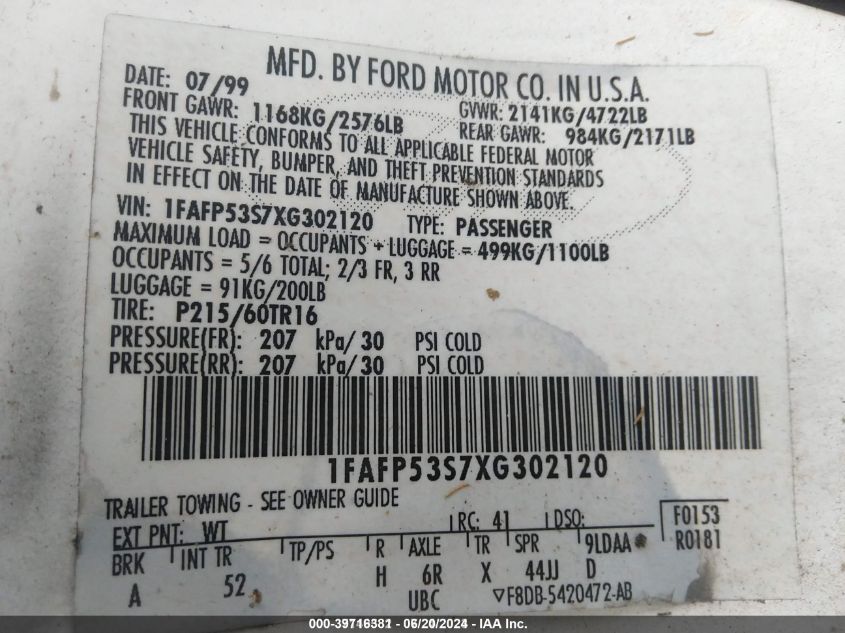 MFD. BY FORD MOTOR CO. IN U.S.A.
DATE: 07/99 GVWR: 2141KG/4722LB
FRONT GAWR: 1168KG/2576LB REAR GAWR: 984KG/2171LB
THIS VEHICLE CONFORMS TO ALL APPLICABLE FEDERAL MOTOR
VEHICLE SAFETY, BUMPER, AND THEFT PREVENTION STANDARDS
IN EFFECT ON THE DATE OF MANUFACTURE SHOWN ABOVE.
VIN: 1FAFP53S7XG302120 TYPE: PASSENGER
MAXIMUM LOAD = OCCUPANTS + LUGGAGE = 499KG/1100LB
OCCUPANTS = 5/6 TOTAL; 2/3 FR, 3 RR
LUGGAGE = 91KG/200LB
TIRE: P215/60TR16
PRESSURE(FR): 207 kPa/ 30 PSI COLD
PRESSURE(RR): 207 kPa/ 30 PSI COLD
1FAFP53S7XG302120
TRAILER TOWING - SEE OWNER GUIDE
EXT PNT: WT RC: 41 DSO: F0153
BRK INT TR TP/PS R AXLE TR SPR 9LDAA R0181
A 52 H 6R X 44JJ D
UBC ▽F8DB-5420472-AB
000-39716381 - 06/20/2024 - IAA Inc.